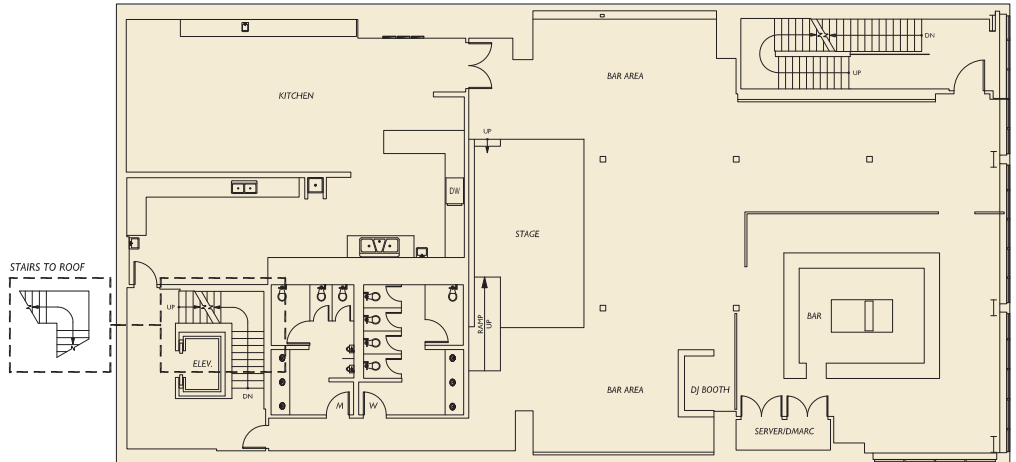 DN
BAR AREA
UP
KITCHEN
UP
DW
STAGE
STAIRS TO ROOF
UP
RAMP
UP
BAR
ELEV.
DN
BAR AREA
DJ BOOTH
M
W
SERVER/DMARC